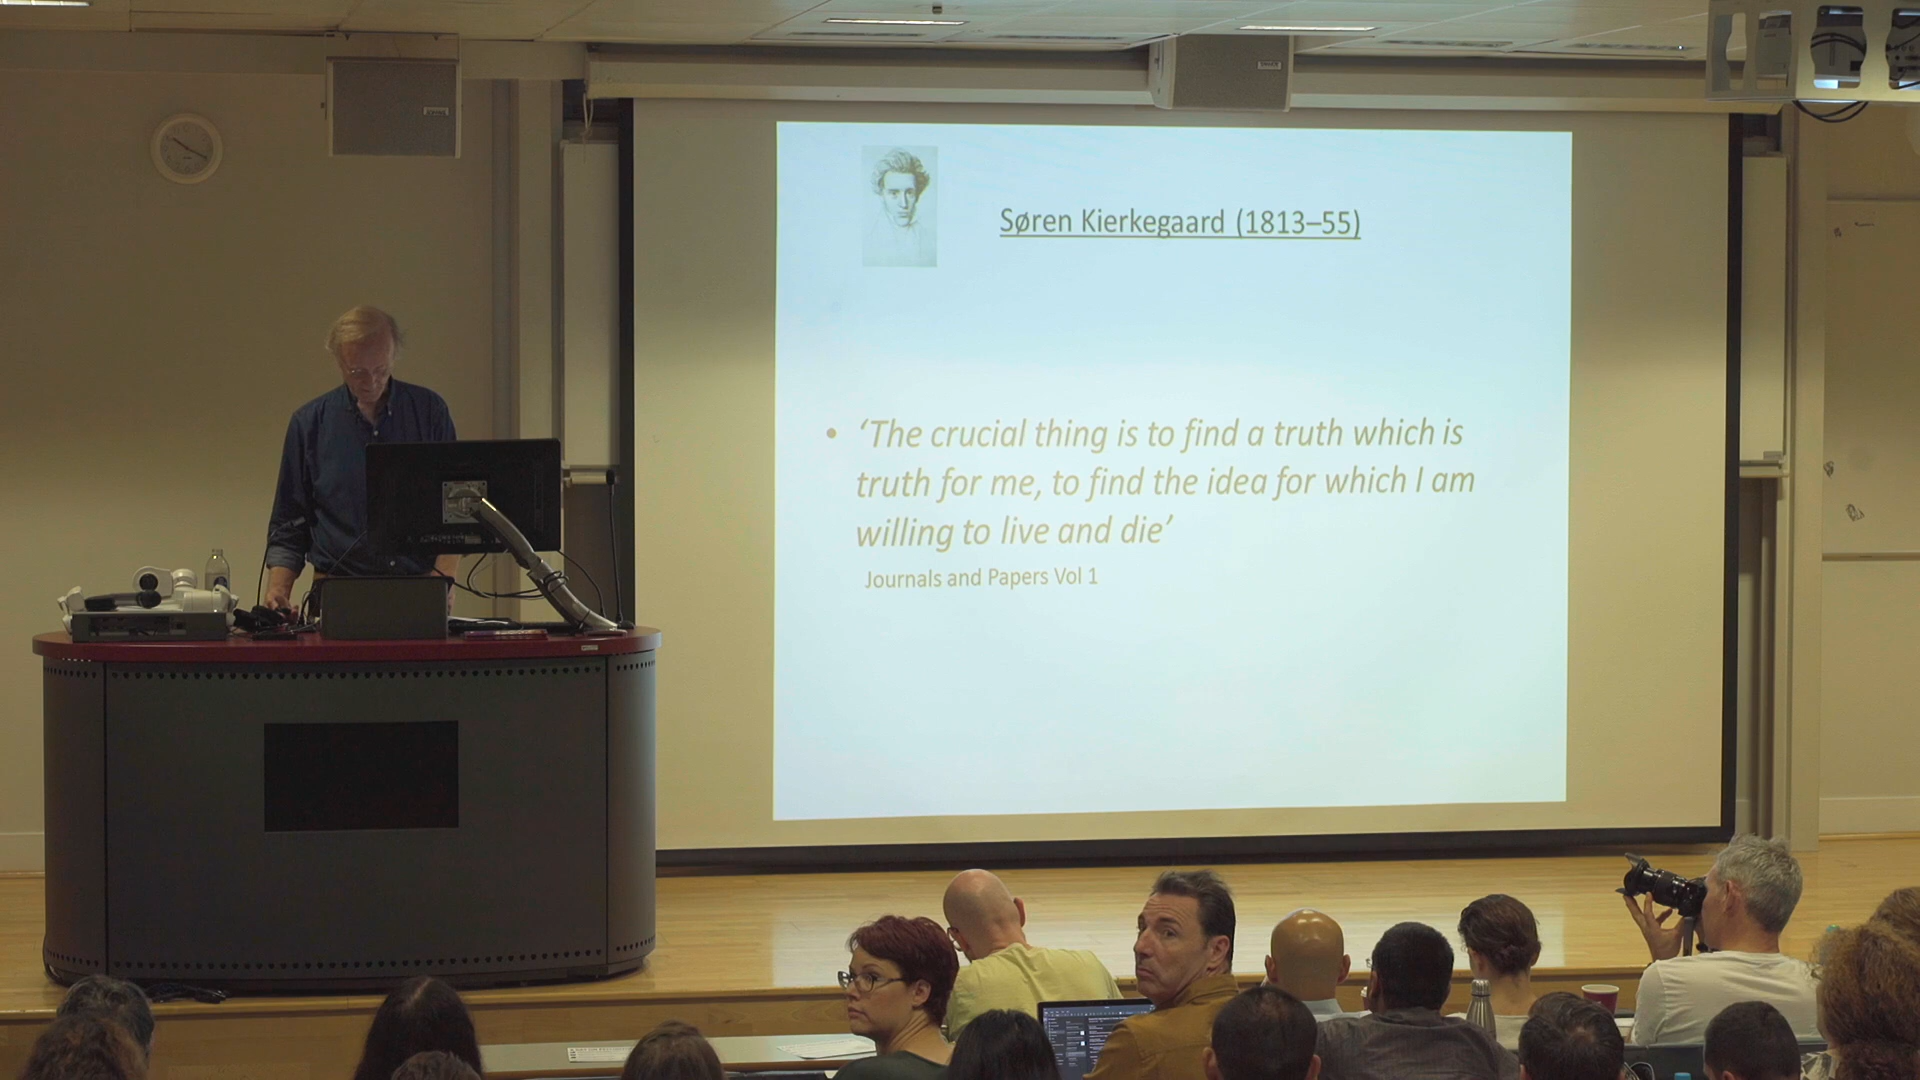 Søren Kierkegaard (1813–55)
• ‘The crucial thing is to find a truth which is
truth for me, to find the idea for which I am
willing to live and die’
Journals and Papers Vol 1